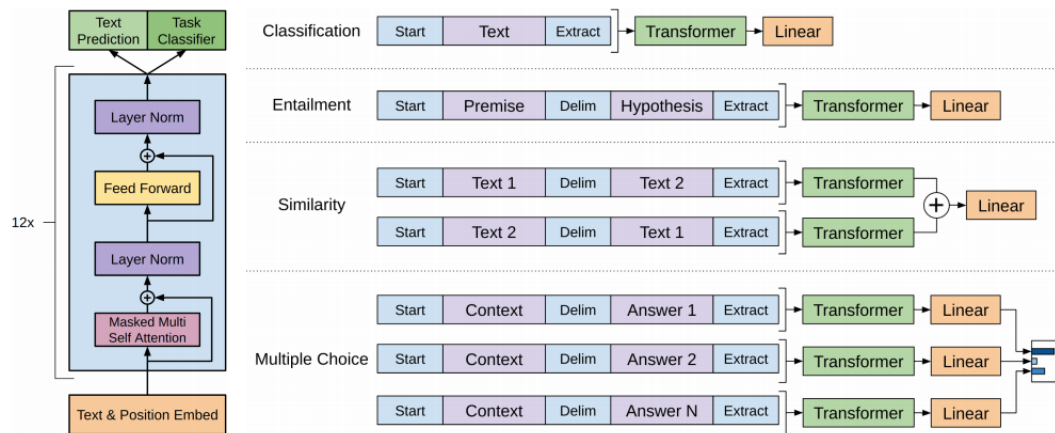 Text
Prediction
Task
Classifier
12x
Layer Norm
Feed Forward
Layer Norm
Masked Multi
Self Attention
Text & Position Embed
Classification
Start Text Extract Transformer Linear
Entailment
Start Premise Delim Hypothesis Extract Transformer Linear
Similarity
Start Text 1 Delim Text 2 Extract Transformer
Linear
Start Text 2 Delim Text 1 Extract Transformer
Multiple Choice
Start Context Delim Answer 1 Extract Transformer Linear
Start Context Delim Answer 2 Extract Transformer Linear
Start Context Delim Answer N Extract Transformer Linear